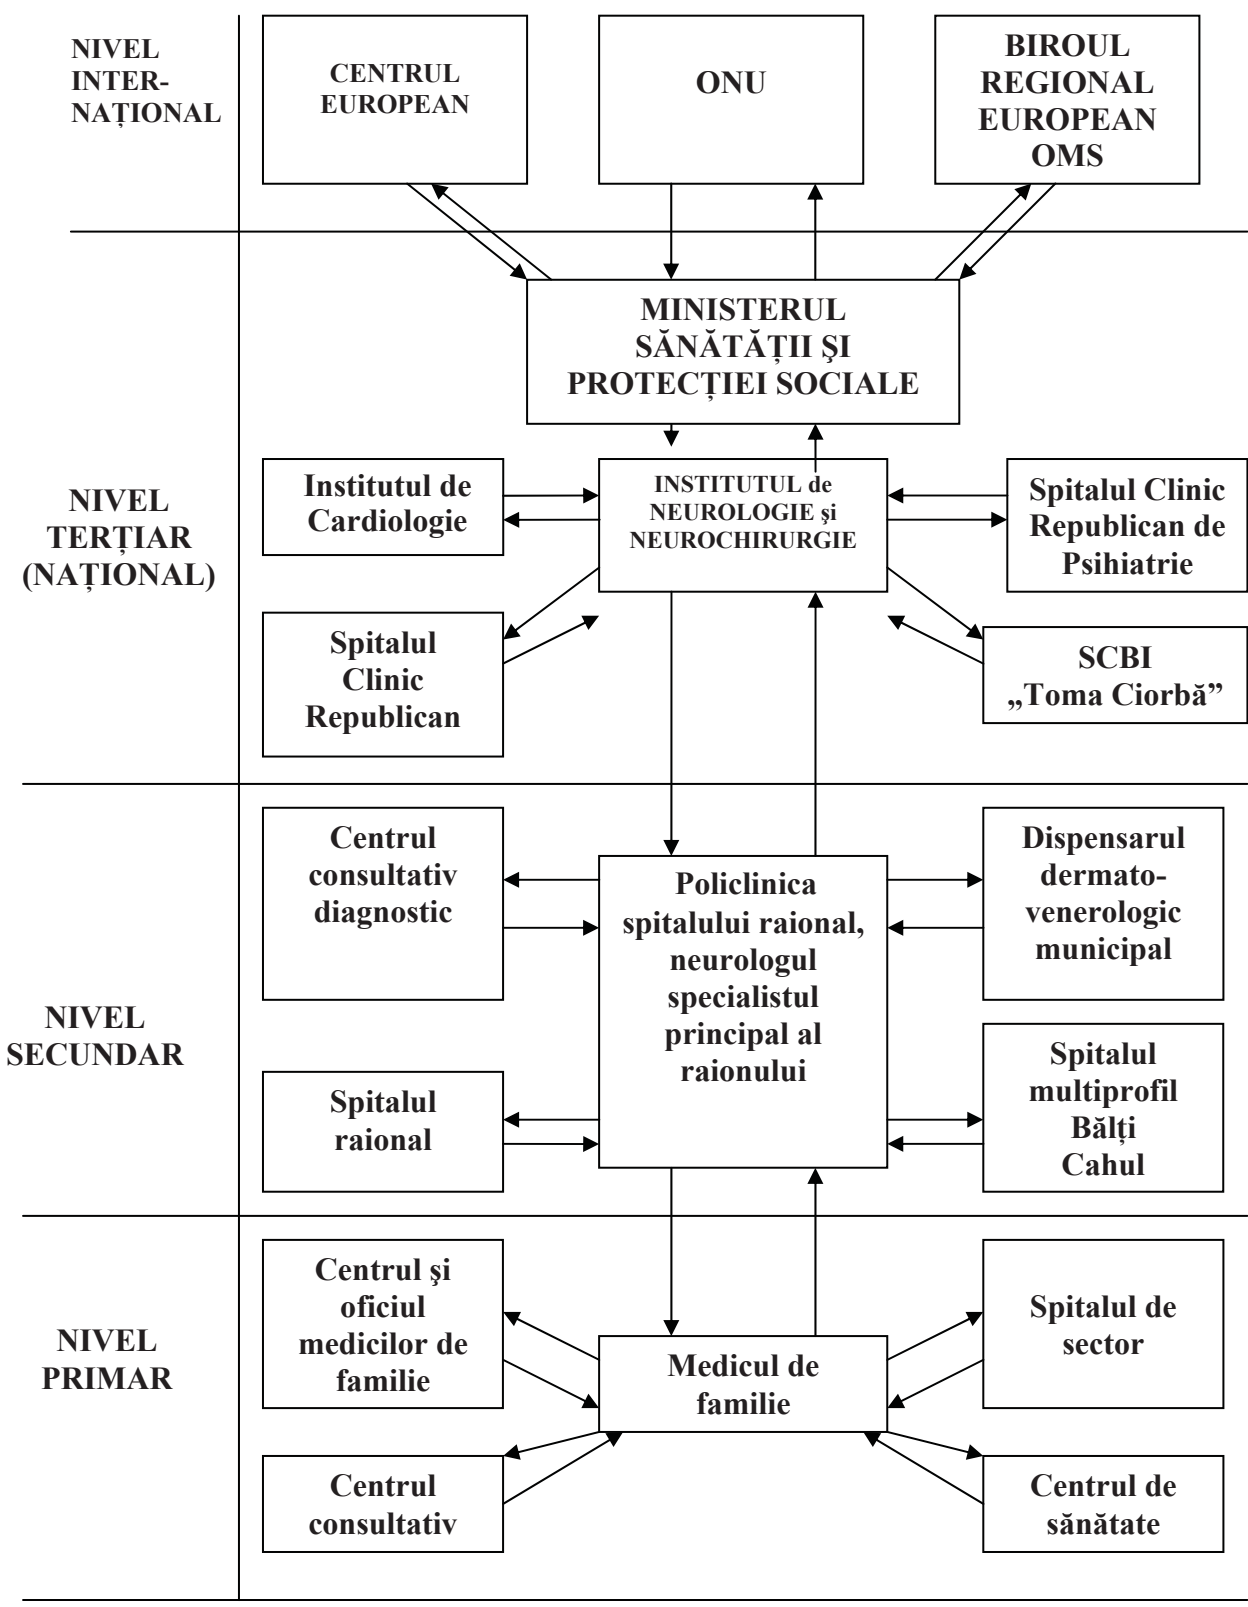 NIVEL
INTER-
NAȚIONAL
CENTRUL
EUROPEAN
ONU
BIROUL
REGIONAL
EUROPEAN
OMS
MINISTERUL
SĂNĂTĂȚII ŞI
PROTECȚIEI SOCIALE
NIVEL
TERȚIAR
(NAȚIONAL)
Institutul de
Cardiologie
INSTITUTUL de
NEUROLOGIE şi
NEUROCHIRURGIE
Spitalul Clinic
Republican de
Psihiatrie
Spitalul
Clinic
Republican
SCBI
„Toma Ciorbă”
NIVEL
SECUNDAR
Centrul
consultativ
diagnostic
Policlinica
spitalului raional,
neurologul
specialistul
principal al
raionului
Dispensarul
dermato-
venerologic
municipal
Spitalul
raional
Spitalul
multiprofil
Bălți
Cahul
NIVEL
PRIMAR
Centrul şi
oficiul
medicilor de
familie
Medicul de
familie
Spitalul de
sector
Centrul
consultativ
Centrul de
sănătate